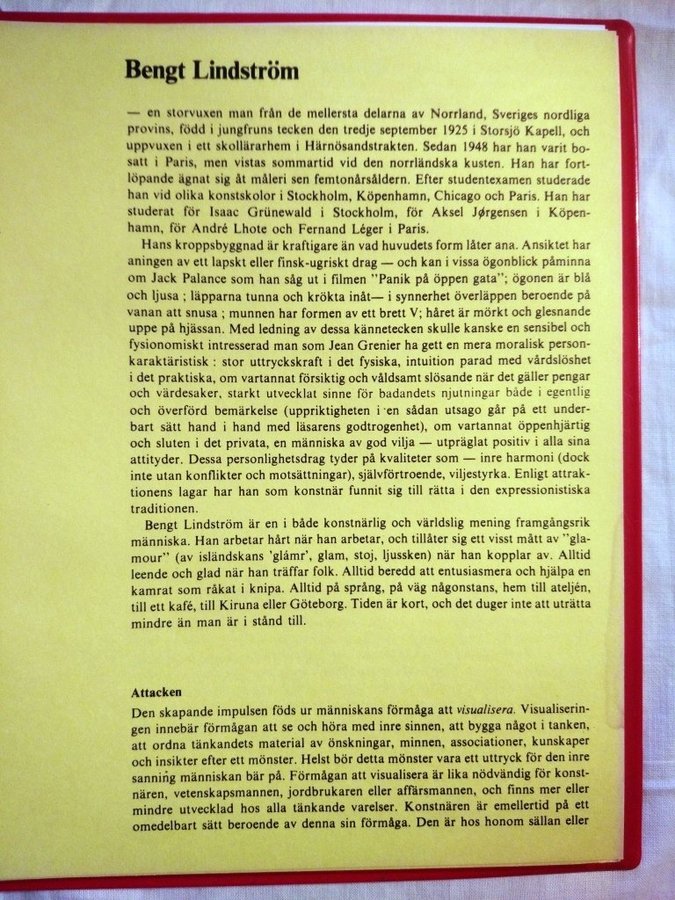 Bengt Lindström
— en storvuxen man från de mellersta delarna av Norrland, Sveriges nordliga
provins, född i jungfruns tecken den tredje september 1925 i Storsjö Kapell, och
uppvuxen i ett skollärarhem i Härnösandstrakten. Sedan 1948 har han varit bo-
satt i Paris, men vistas sommartid vid den norrländska kusten. Han har fort-
löpande ägnat sig åt måleri sen femtonårsåldern. Efter studentexamen studerade
han vid olika konstskolor i Stockholm, Köpenhamn, Chicago och Paris. Han har
studerat för Isaac Grünewald i Stockholm, för Aksel Jørgensen i Köpen-
hamn, för André Lhote och Fernand Léger i Paris.
Hans kroppsbyggnad är kraftigare än vad huvudets form låter ana. Ansiktet har
aningen av ett lapskt eller finsk-ugriskt drag — och kan i vissa ögonblick påminna
om Jack Palance som han såg ut i filmen "Panik på öppen gata"; ögonen är blå
och ljusa ; läpparna tunna och krökta inåt— i synnerhet överläppen beroende på
vanan att snusa ; munnen har formen av ett brett V; håret är mörkt och glesnande
uppe på hjässan. Med ledning av dessa kännetecken skulle kanske en sensibel och
fysionomiskt intresserad man som Jean Grenier ha gett en mera moralisk person-
karaktäristisk : stor uttryckskraft i det fysiska, intuition parad med vårdslöshet
i det praktiska, om vartannat försiktig och våldsamt slösande när det gäller pengar
och värdesaker, starkt utvecklat sinne för badandets njutningar både i egentlig
och överförd bemärkelse (uppriktigheten i en sådan utsago går på ett under-
bart sätt hand i hand med läsarens godtrogenhet), om vartannat öppenhjärtig
och sluten i det privata, en människa av god vilja — utpräglat positiv i alla sina
attityder. Dessa personlighetsdrag tyder på kvaliteter som — inre harmoni (dock
inte utan konflikter och motsättningar), självförtroende, viljestyrka. Enligt attrak-
tionens lagar har han som konstnär funnit sig till rätta i den expressionistiska
traditionen.
Bengt Lindström är en i både konstnärlig och världslig mening framgångsrik
människa. Han arbetar hårt när han arbetar, och tillåter sig ett visst mått av "gla-
mour" (av isländskans 'glámr', glam, stoj, ljussken) när han kopplar av. Alltid
leende och glad när han träffar folk. Alltid beredd att entusiasmera och hjälpa en
kamrat som råkat i knipa. Alltid på språng, på väg någonstans, hem till ateljén,
till ett kafé, till Kiruna eller Göteborg. Tiden är kort, och det duger inte att uträtta
mindre än man är i stånd till.
Attacken
Den skapande impulsen föds ur människans förmåga att visualisera. Visualiserin-
gen innebär förmågan att se och höra med inre sinnen, att bygga något i tanken,
att ordna tänkandets material av önskningar, minnen, associationer, kunskaper
och insikter efter ett mönster. Helst bör detta mönster vara ett uttryck för den inre
sanning människan bär på. Förmågan att visualisera är lika nödvändig för konst-
nären, vetenskapsmannen, jordbrukaren eller affärsmannen, och finns mer eller
mindre utvecklad hos alla tänkande varelser. Konstnären är emellertid på ett
omedelbart sätt beroende av denna sin förmåga. Den är hos honom sällan eller